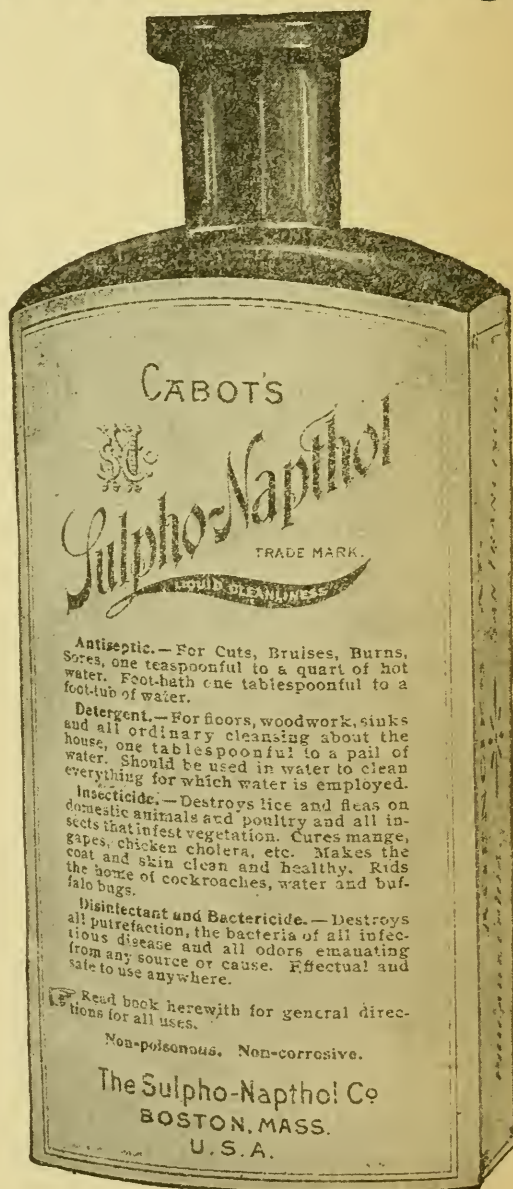 CABOT'S
Sulpho-Napthol
TRADE MARK.
LIQUID CLEANLINESS
Antiseptic.—For Cuts, Bruises, Burns,
Sores, one teaspoonful to a quart of hot
water. Foot-bath one tablespoonful to a
foot-tub of water.
Detergent.—For floors, woodwork, sinks
and all ordinary cleansing about the
house, one tablespoonful to a pail of
water. Should be used in water to clean
everything for which water is employed.
Insecticide.—Destroys lice and fleas on
domestic animals and poultry and all in-
sects that infest vegetation. Cures mange,
gapes, chicken cholera, etc. Makes the
coat and skin clean and healthy. Rids
the home of cockroaches, water and buf-
falo bugs.
Disinfectant and Bactericide.—Destroys
all putrefaction, the bacteria of all infec-
tious disease and all odors emanating
from any source or cause. Effectual and
safe to use anywhere.
☞ Read book herewith for general direc-
tions for all uses.
Non-poisonous. Non-corrosive.
The Sulpho-Napthol Co
BOSTON, MASS.
U.S.A.